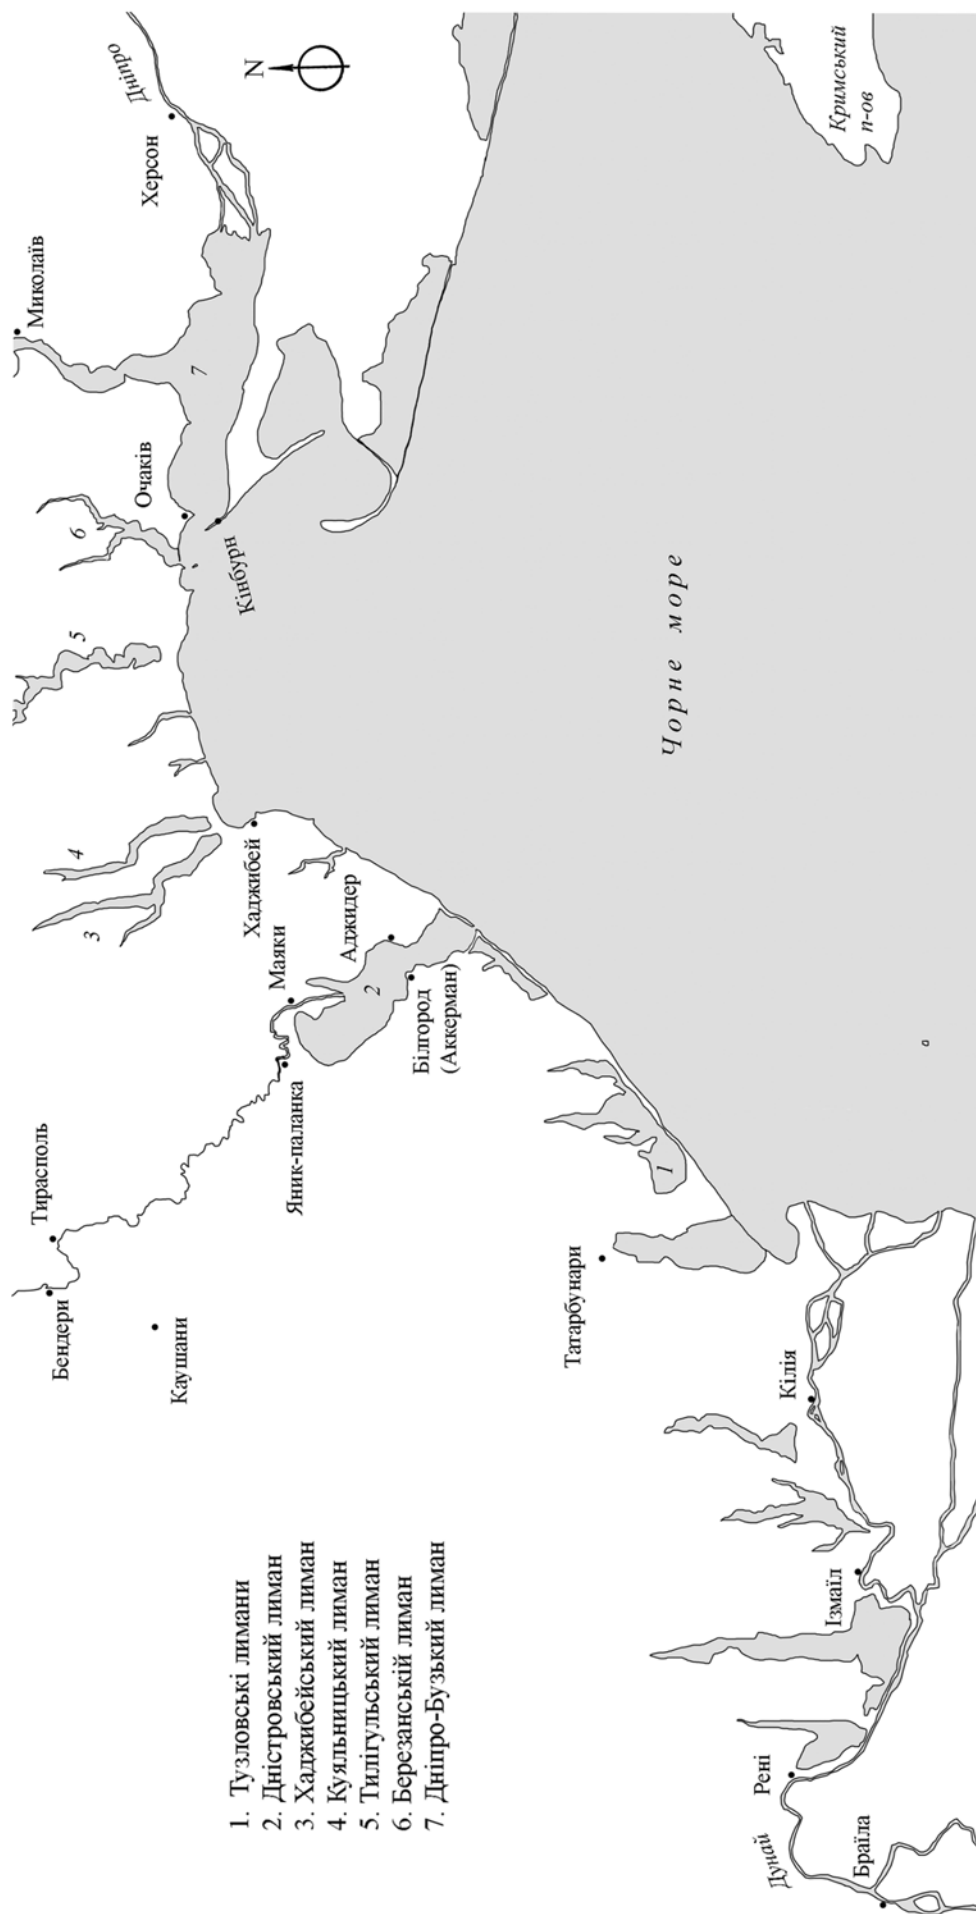 Дніпро
N
Херсон
Миколаїв
7
Очаків
6
Кінбурн
5
4
3
Хаджибей
Маяки
Аджидер
2
Білгород
(Аккерман)
Яник-паланка
Тирасполь
Бендери
Каушани
1
Татарбунари
Кілія
Ізмаїл
Рені
Дунай
Браїла
Чорне море
Кримський
п-ов
1. Тузловські лимани
2. Дністровський лиман
3. Хаджибейський лиман
4. Куяльницкий лиман
5. Тилігульський лиман
6. Березанській лиман
7. Дніпро-Бузький лиман